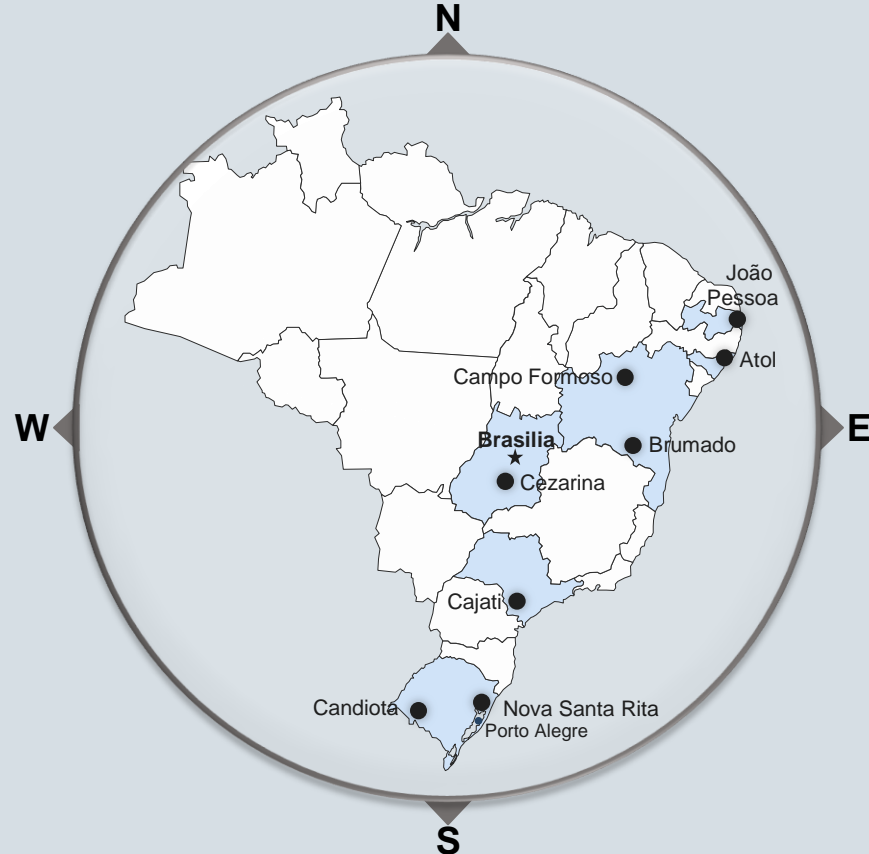 N
João
Pessoa
Atol
Campo Formoso
W
E
Brasilia
Brumado
Cezarina
Cajati
Candiota
Nova Santa Rita
Porto Alegre
S